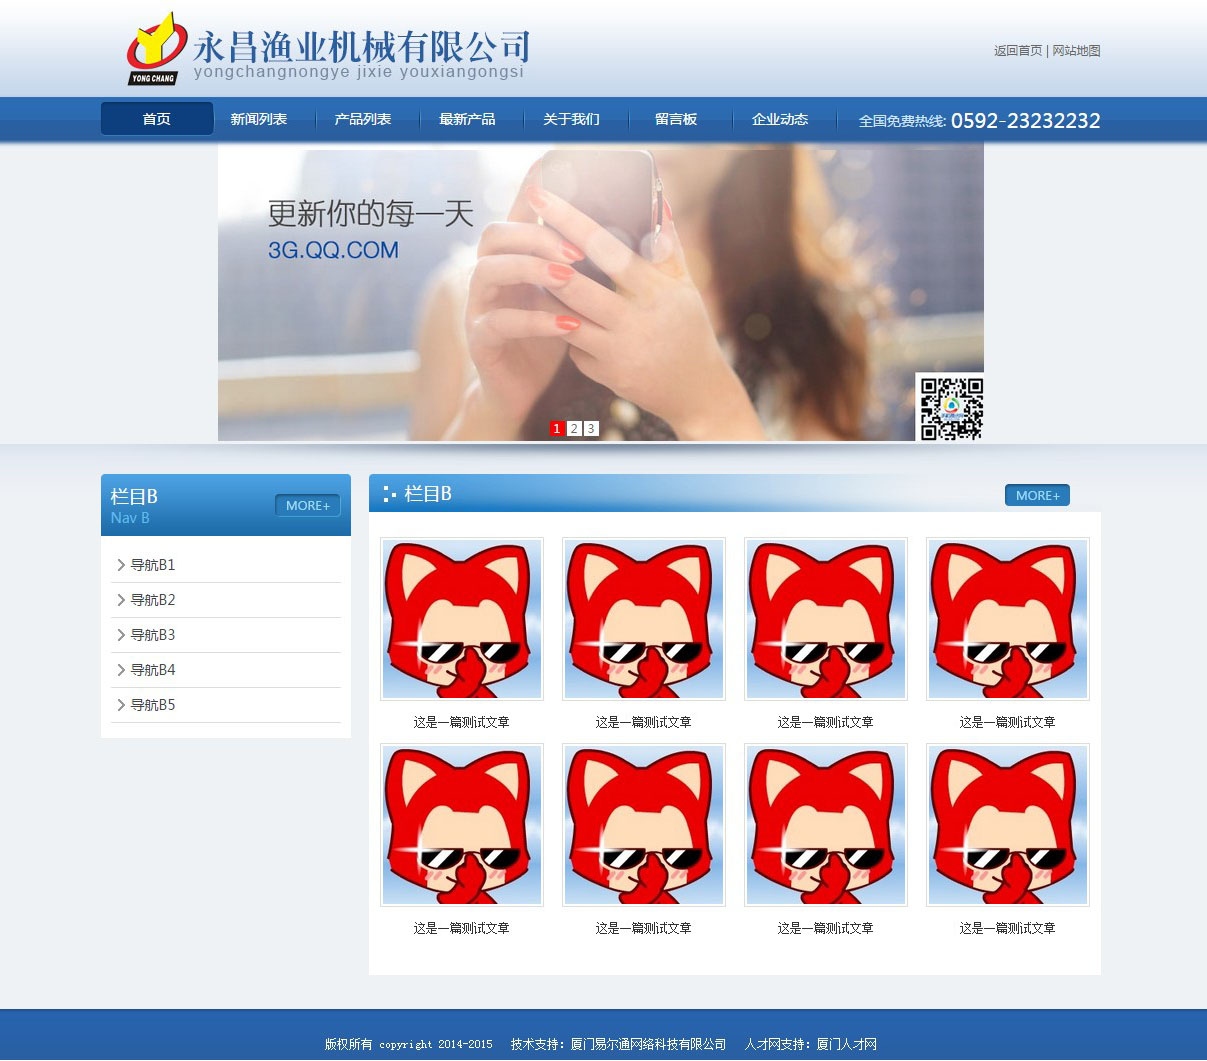 永昌渔业机械有限公司
yongchangnongye jixie youxiangongsi
YONG CHANG
返回首页 | 网站地图
首页 新闻列表 产品列表 最新产品 关于我们 留言板 企业动态 全国免费热线: 0592-23232232
更新你的每一天
3G.QQ.COM
1 2 3
栏目B
Nav B
MORE+
导航B1
导航B2
导航B3
导航B4
导航B5
栏目B MORE+
这是一篇测试文章 这是一篇测试文章 这是一篇测试文章 这是一篇测试文章
这是一篇测试文章 这是一篇测试文章 这是一篇测试文章 这是一篇测试文章
版权所有 copyright 2014-2015 技术支持：厦门易尔通网络科技有限公司 人才网支持：厦门人才网